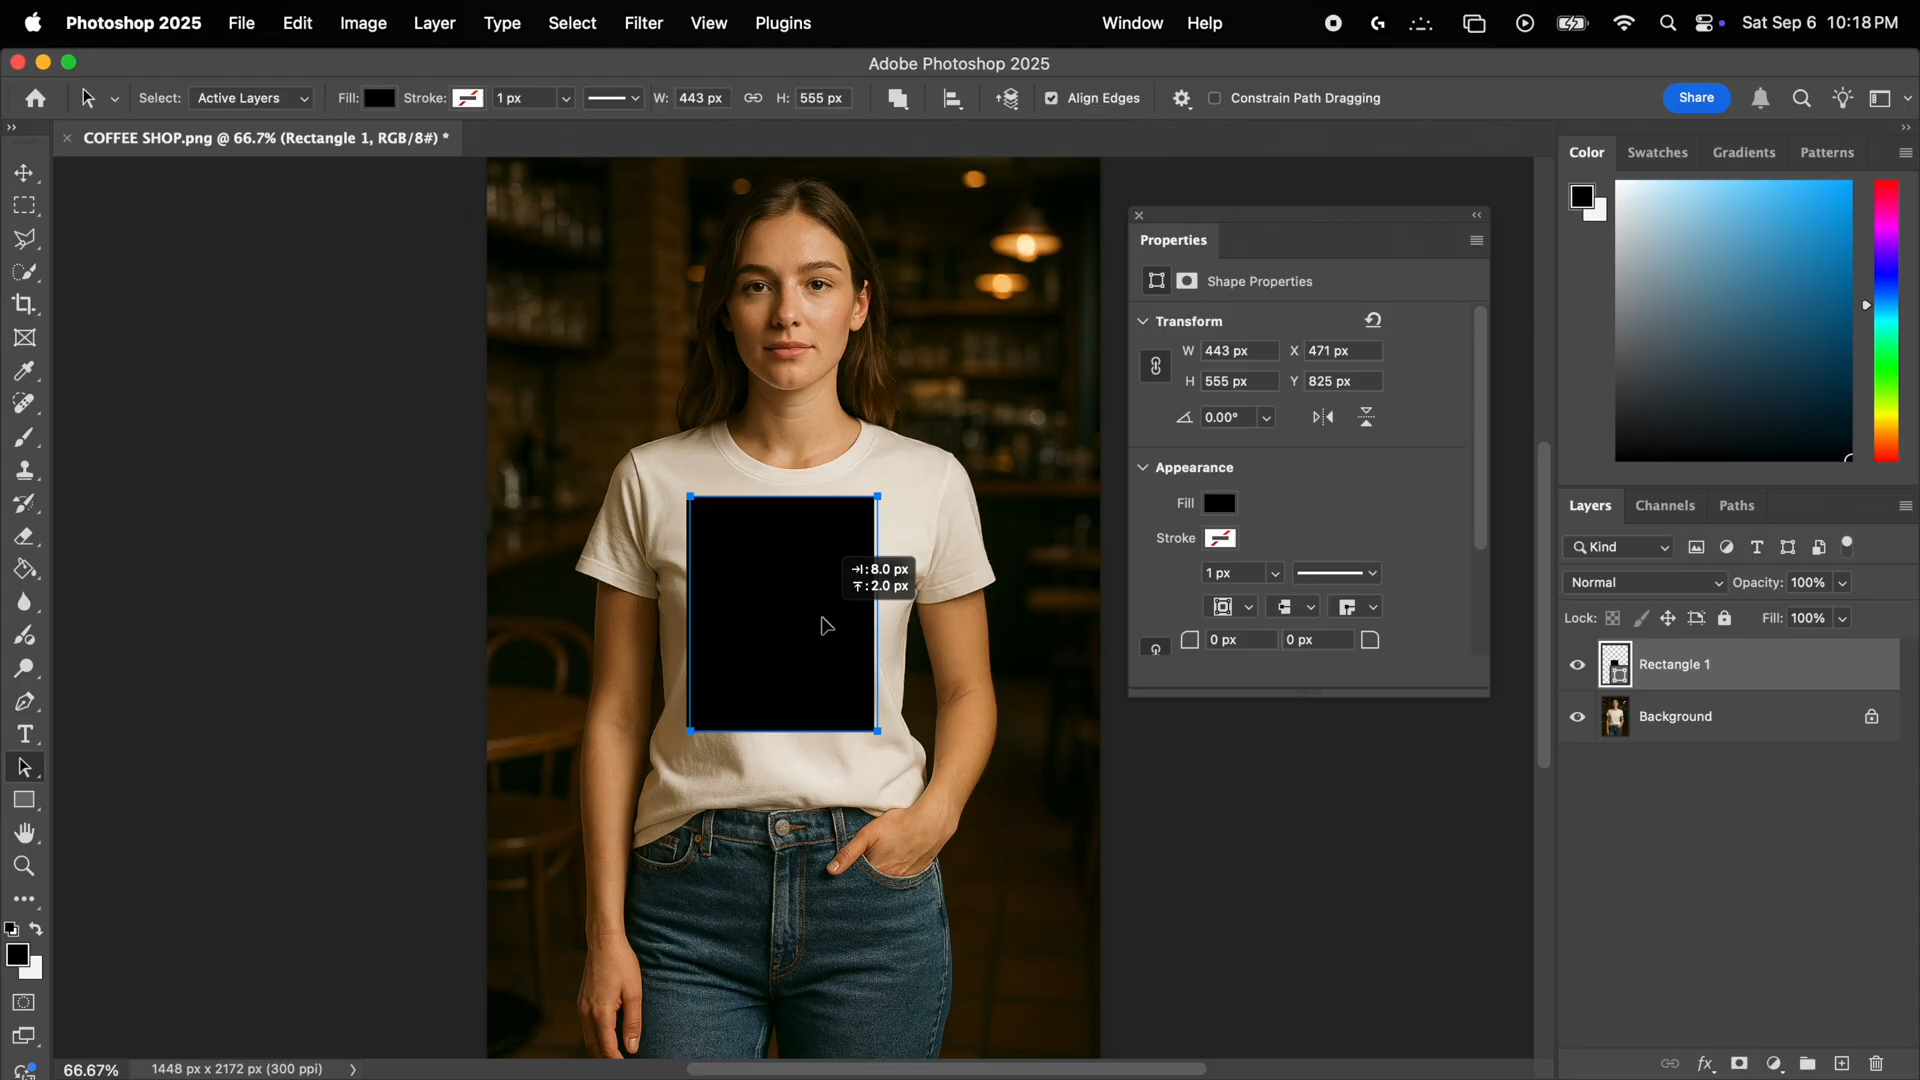 Photoshop 2025 File Edit Image Layer Type Select Filter View Plugins Window Help Sat Sep 6 10:18 PM
Adobe Photoshop 2025
Select: Active Layers Fill: Stroke: 1 px W: 443 px H: 555 px Align Edges Constrain Path Dragging Share
COFFEE SHOP.png @ 66.7% (Rectangle 1, RGB/8#) *
Color Swatches Gradients Patterns
Properties
Shape Properties
Transform
W 443 px X 471 px
H 555 px Y 825 px
0.00°
Appearance
Fill
Stroke
1 px
0 px 0 px
:8.0 px
:2.0 px
Layers Channels Paths
Kind
Normal Opacity: 100%
Lock: Fill: 100%
Rectangle 1
Background
fx
66.67% 1448 px x 2172 px (300 ppi)